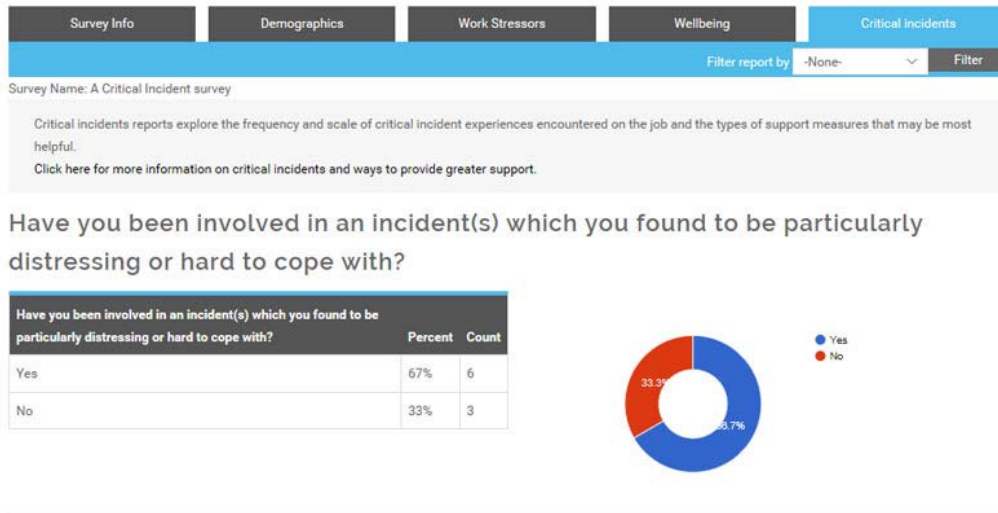 Survey Info
Demographics
Work Stressors
Wellbeing
Critical incidents
Filter report by
-None-
Filter
Survey Name: A Critical Incident survey
Critical incidents reports explore the frequency and scale of critical incident experiences encountered on the job and the types of support measures that may be most
helpful.
Click here for more information on critical incidents and ways to provide greater support.
Have you been involved in an incident(s) which you found to be particularly
distressing or hard to cope with?
Have you been involved in an incident(s) which you found to be
particularly distressing or hard to cope with? Percent Count
Yes 67% 6
No 33% 3
Yes
No
33.3%